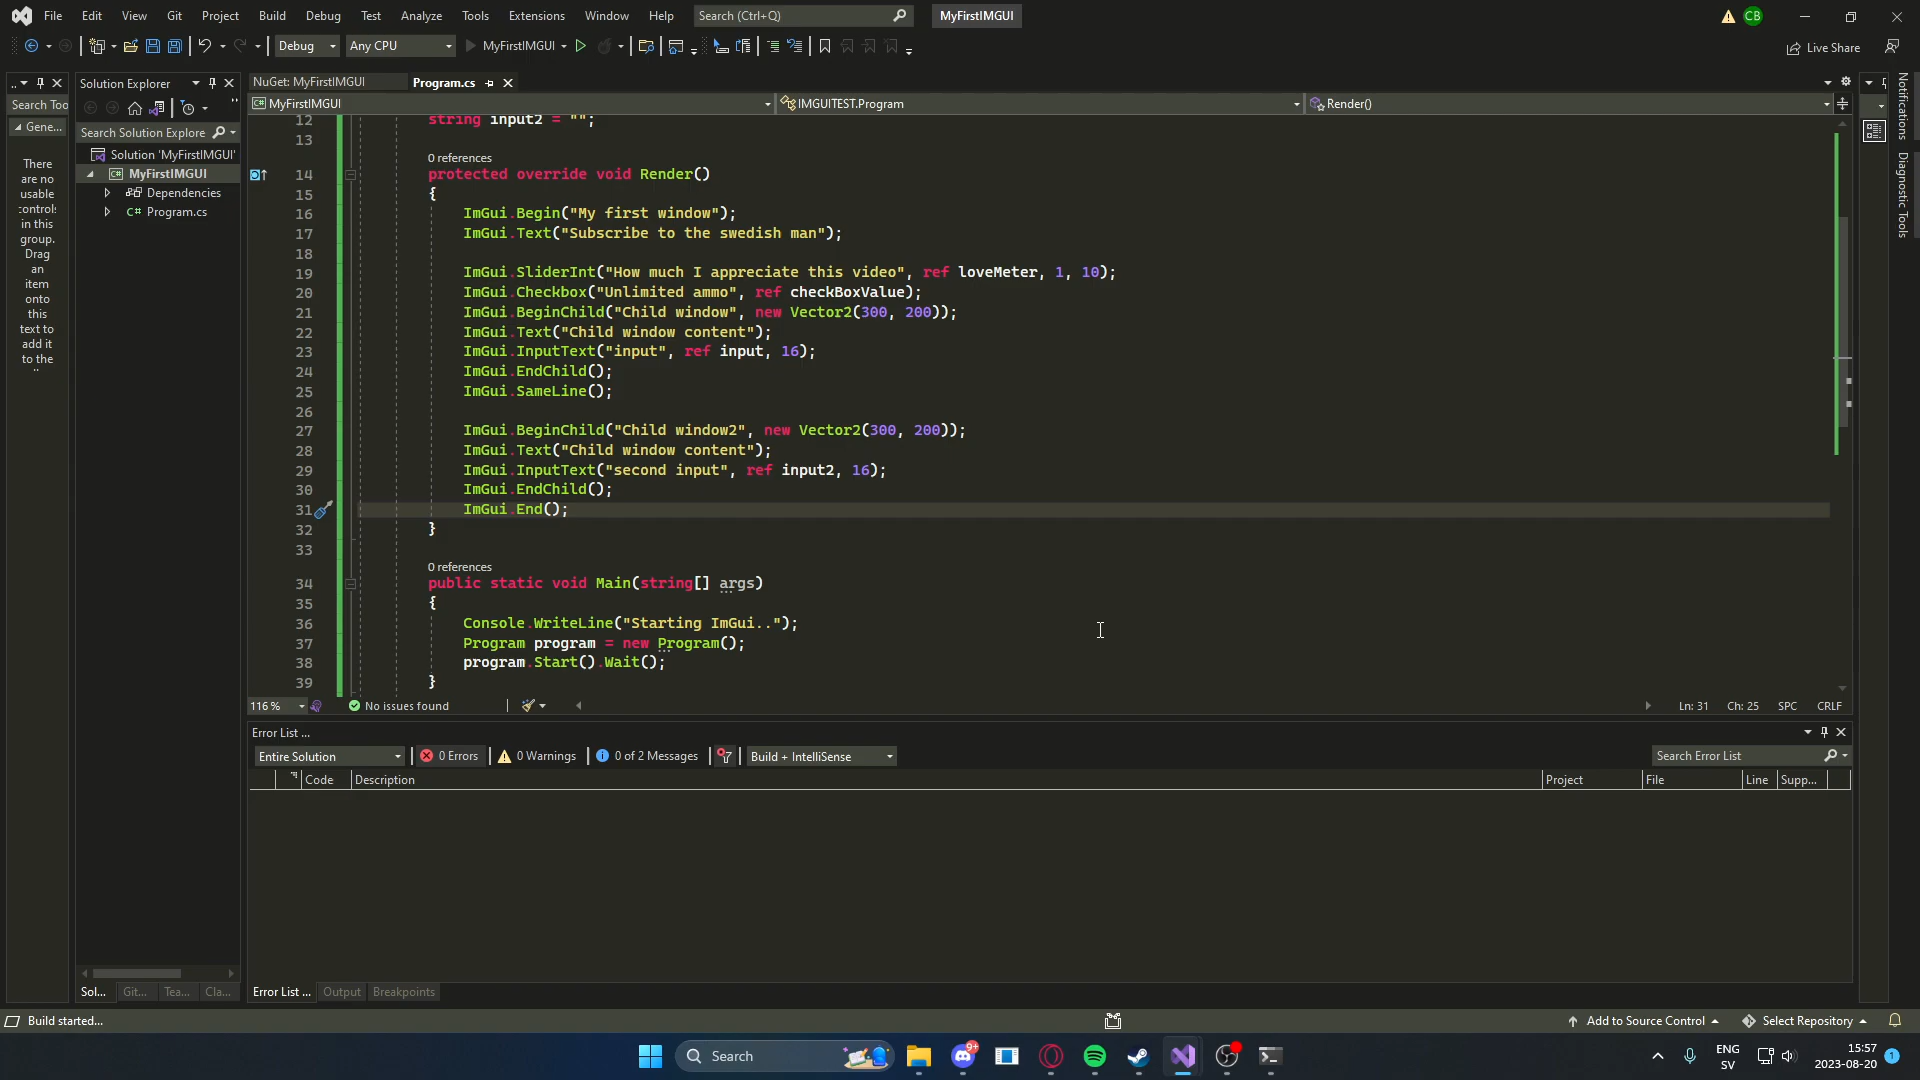 File Edit View Git Project Build Debug Test Analyze Tools Extensions Window Help Search (Ctrl+Q) MyFirstIMGUI CB
Debug Any CPU MyFirstIMGUI Live Share
Solution Explorer NuGet: MyFirstIMGUI Program.cs
Search Too
MyFirstIMGUI IMGUITEST.Program Render()
Gene...
Search Solution Explore
Solution 'MyFirstIMGUI'
MyFirstIMGUI
Dependencies
C# Program.cs
There
are no
usable
controls
in this
group.
Drag
an
item
onto
this
text to
add it
to the
Notifications
Diagnostic Tools
12 string input2 = "";
13
0 references
14 protected override void Render()
15 {
16 ImGui.Begin("My first window");
17 ImGui.Text("Subscribe to the swedish man");
18
19 ImGui.SliderInt("How much I appreciate this video", ref loveMeter, 1, 10);
20 ImGui.Checkbox("Unlimited ammo", ref checkBoxValue);
21 ImGui.BeginChild("Child window", new Vector2(300, 200));
22 ImGui.Text("Child window content");
23 ImGui.InputText("input", ref input, 16);
24 ImGui.EndChild();
25 ImGui.SameLine();
26
27 ImGui.BeginChild("Child window2", new Vector2(300, 200));
28 ImGui.Text("Child window content");
29 ImGui.InputText("second input", ref input2, 16);
30 ImGui.EndChild();
31 ImGui.End();
32 }
33
0 references
34 public static void Main(string[] args)
35 {
36 Console.WriteLine("Starting ImGui..");
37 Program program = new Program();
38 program.Start().Wait();
39 }
116 % No issues found Ln: 31 Ch: 25 SPC CRLF
Error List ...
Entire Solution 0 Errors 0 Warnings 0 of 2 Messages Build + IntelliSense Search Error List
Code Description Project File Line Supp...
Sol... Git... Tea... Cla... Error List ... Output Breakpoints
Build started... Add to Source Control Select Repository
Search 9+ ENG SV 15:57 2023-08-20 1